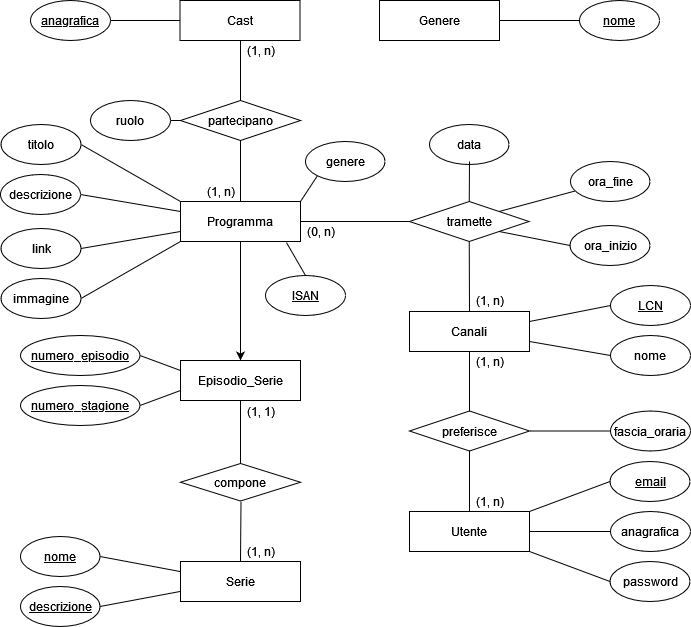 anagrafica
Cast
Genere
nome
(1, n)
ruolo
partecipano
titolo
data
genere
ora_fine
descrizione
(1, n)
Programma
tramette
(0, n)
link
ora_inizio
immagine
ISAN
(1, n)
LCN
Canali
numero_episodio
nome
(1, n)
Episodio_Serie
numero_stagione
(1, 1)
preferisce
fascia_oraria
compone
email
(1, n)
Utente
anagrafica
nome
(1, n)
Serie
password
descrizione